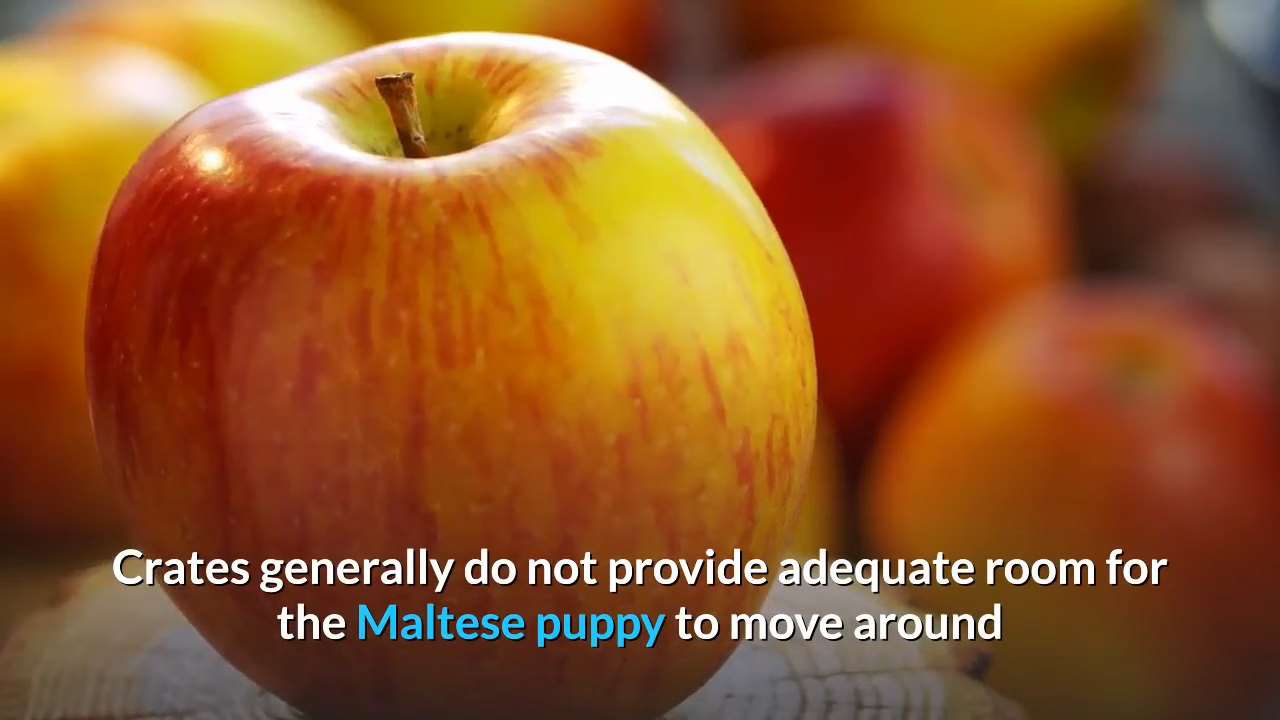 Crates generally do not provide adequate room for
the Maltese puppy to move around